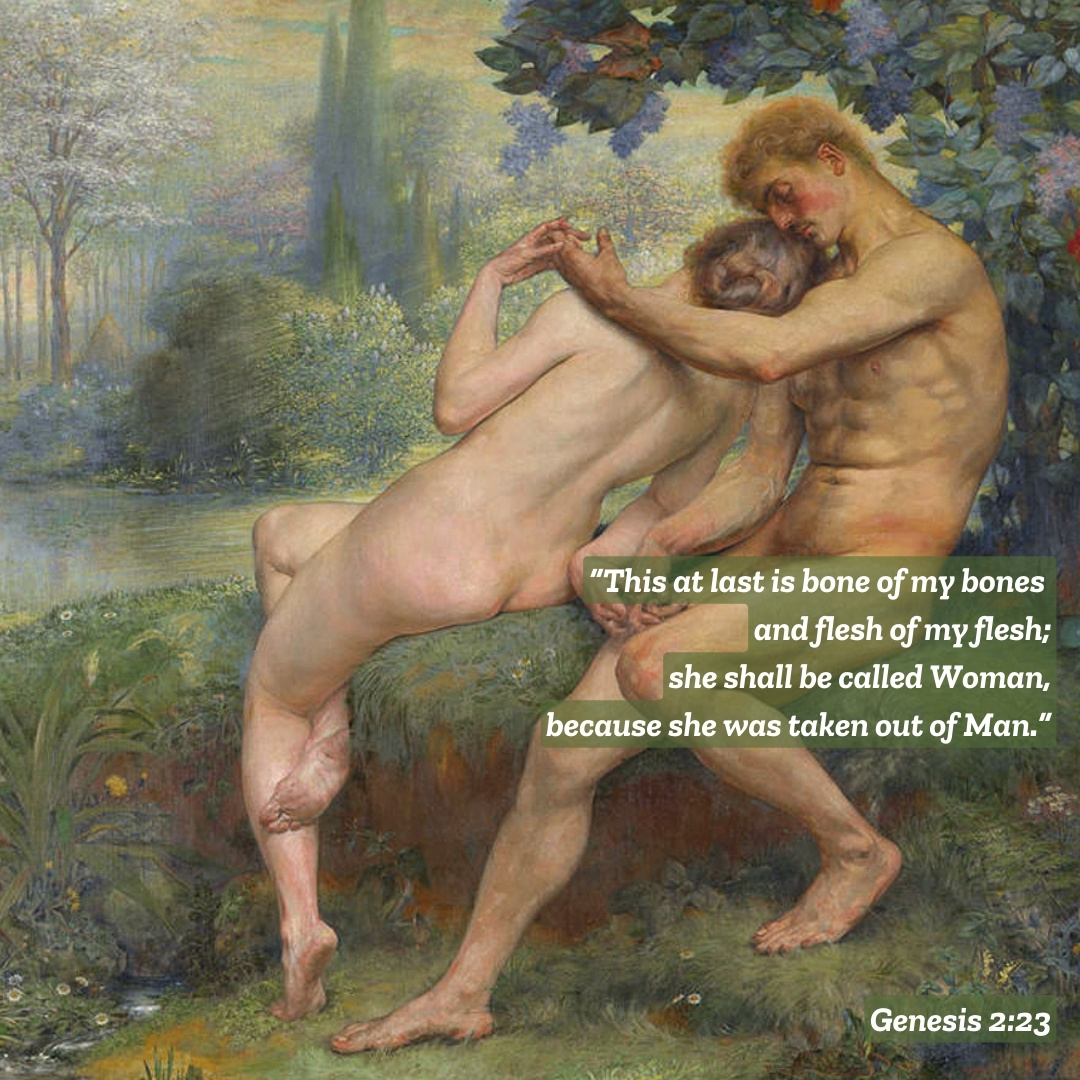 "This at last is bone of my bones
and flesh of my flesh;
she shall be called Woman,
because she was taken out of Man."
Genesis 2:23